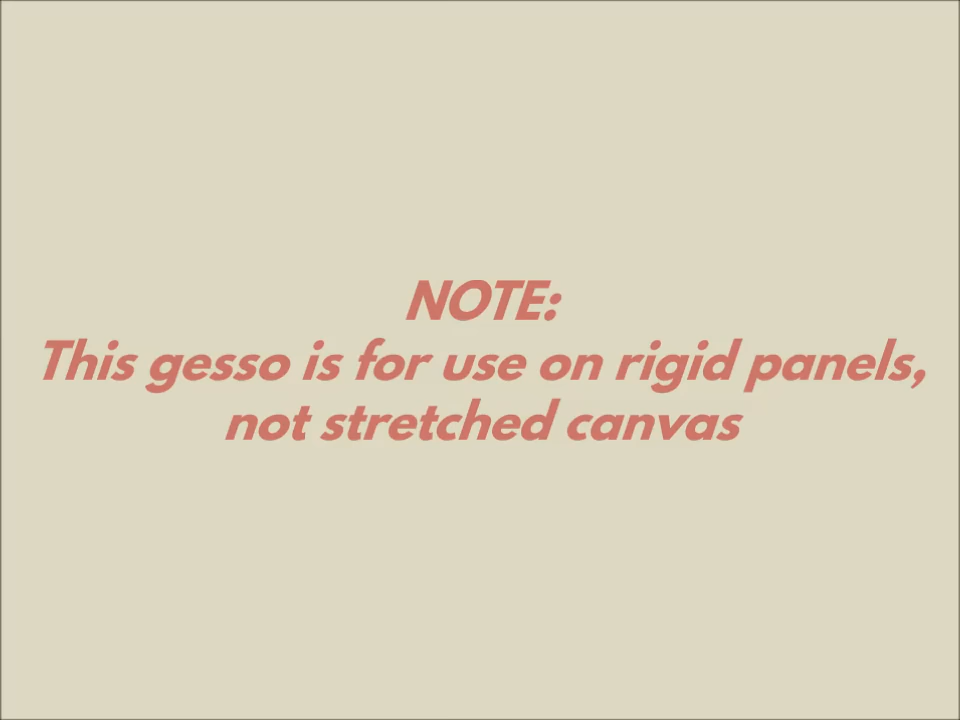 NOTE:
This gesso is for use on rigid panels,
not stretched canvas